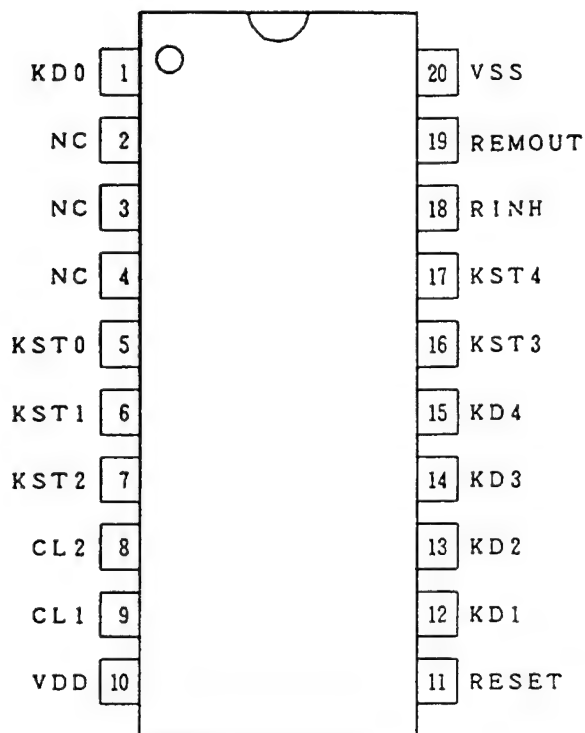 KD0 1 20 VSS
NC 2 19 REMOUT
NC 3 18 RINH
NC 4 17 KST4
KST0 5 16 KST3
KST1 6 15 KD4
KST2 7 14 KD3
CL2 8 13 KD2
CL1 9 12 KD1
VDD 10 11 RESET